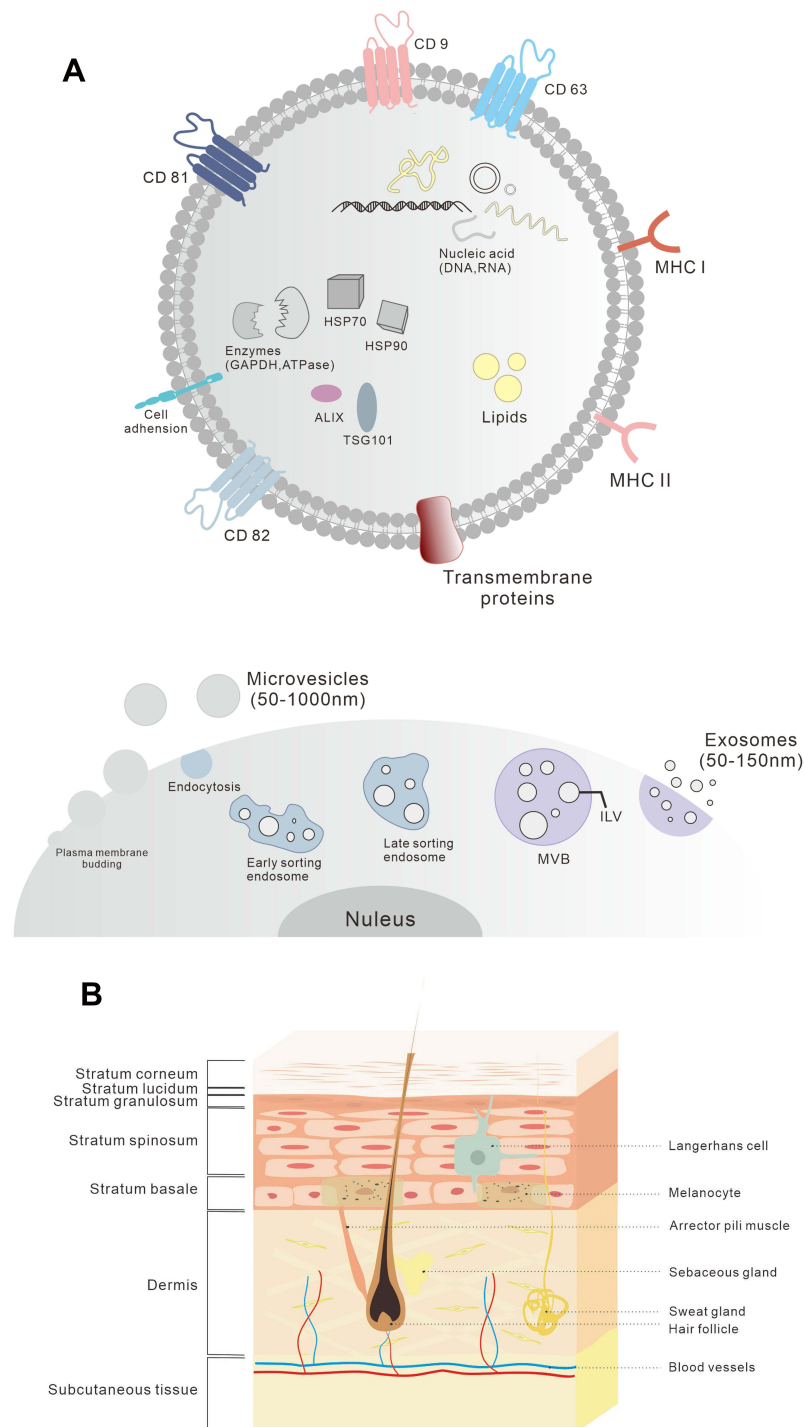 A
CD 9
CD 63
CD 81
Nucleic acid
(DNA,RNA)
MHC I
HSP70
HSP90
Enzymes
(GAPDH,ATPase)
Cell
adhension
ALIX
TSG101
Lipids
MHC II
CD 82
Transmembrane
proteins
Microvesicles
(50-1000nm)
Exosomes
(50-150nm)
Endocytosis
ILV
Plasma membrane
budding
Early sorting
endosome
Late sorting
endosome
MVB
Nuleus
B
Stratum corneum
Stratum lucidum
Stratum granulosum
Stratum spinosum
Stratum basale
Dermis
Subcutaneous tissue
Langerhans cell
Melanocyte
Arrector pili muscle
Sebaceous gland
Sweat gland
Hair follicle
Blood vessels